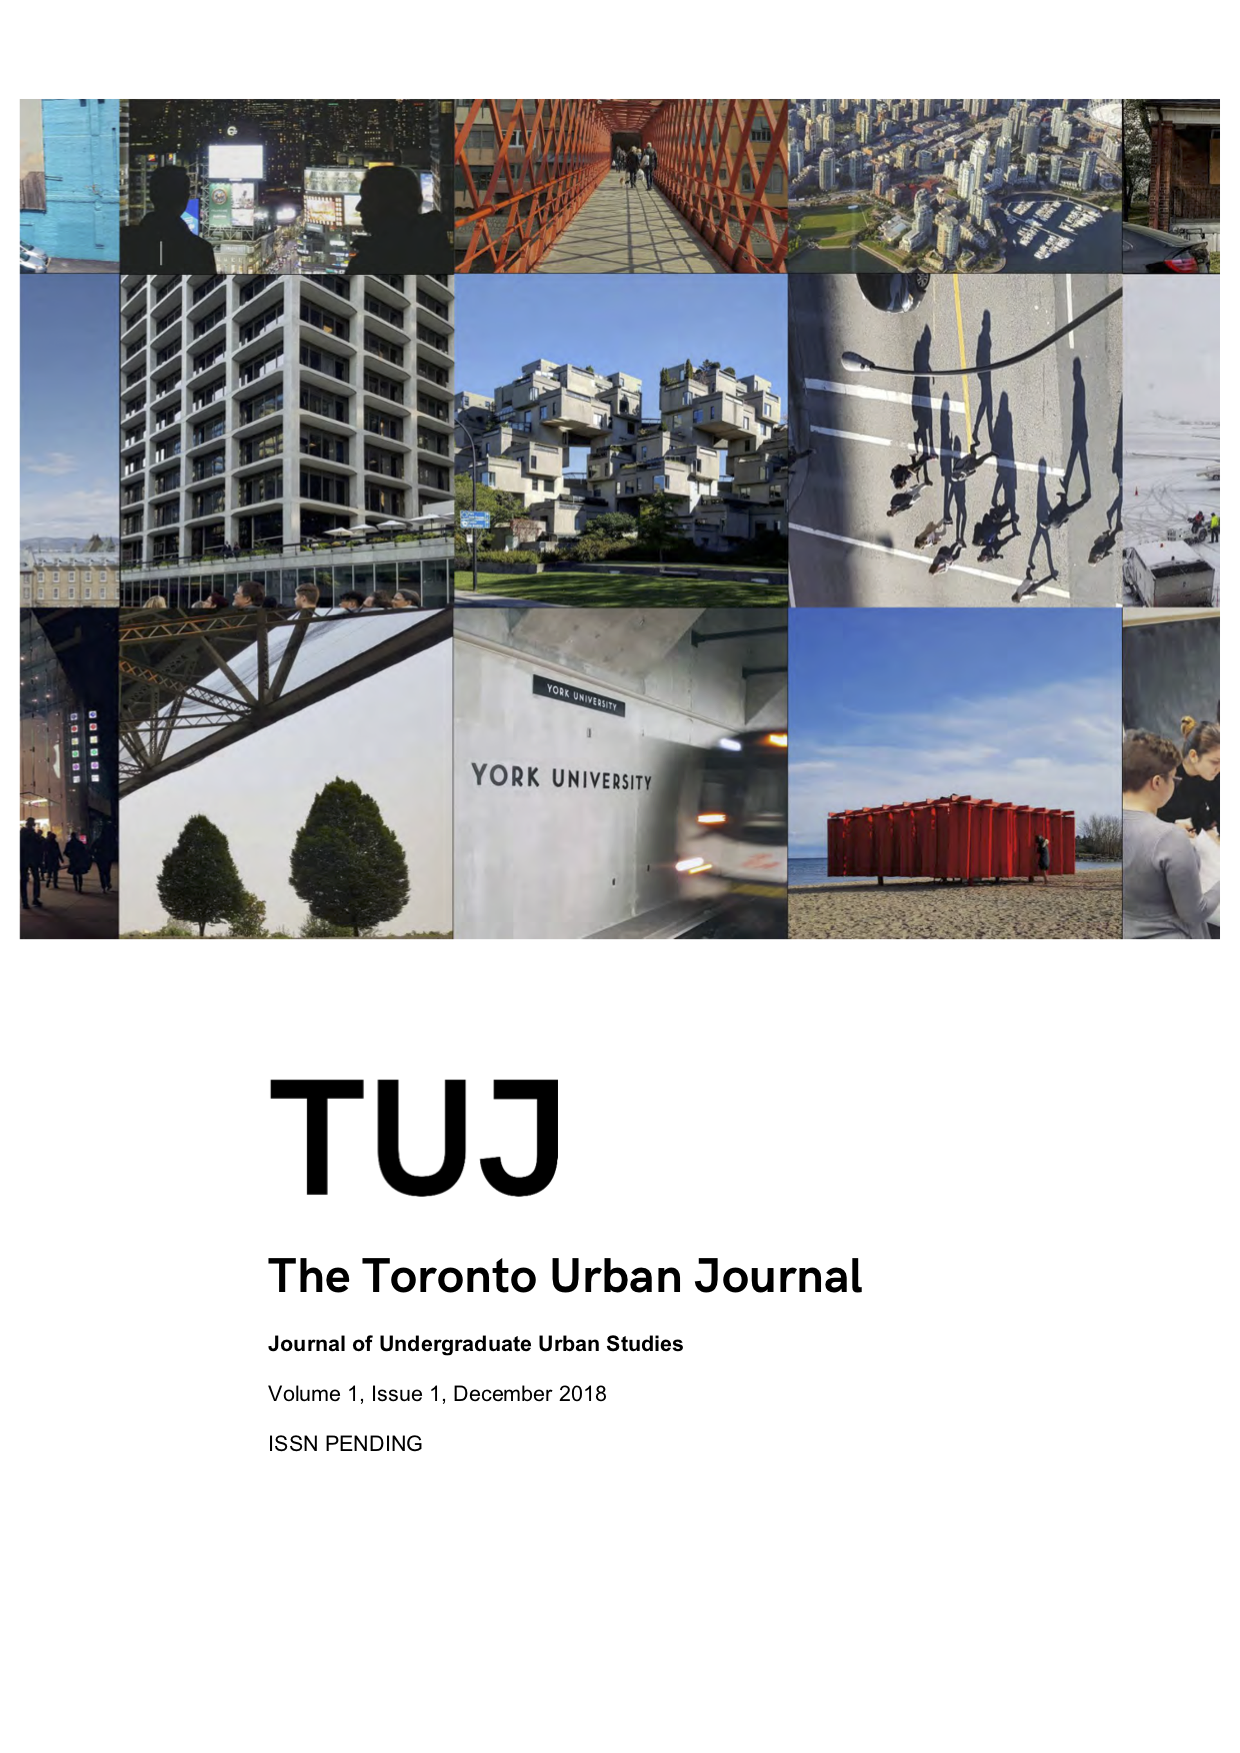 YORK UNIVERSITY
YORK UNIVERSITY
TUJ
The Toronto Urban Journal
Journal of Undergraduate Urban Studies
Volume 1, Issue 1, December 2018
ISSN PENDING